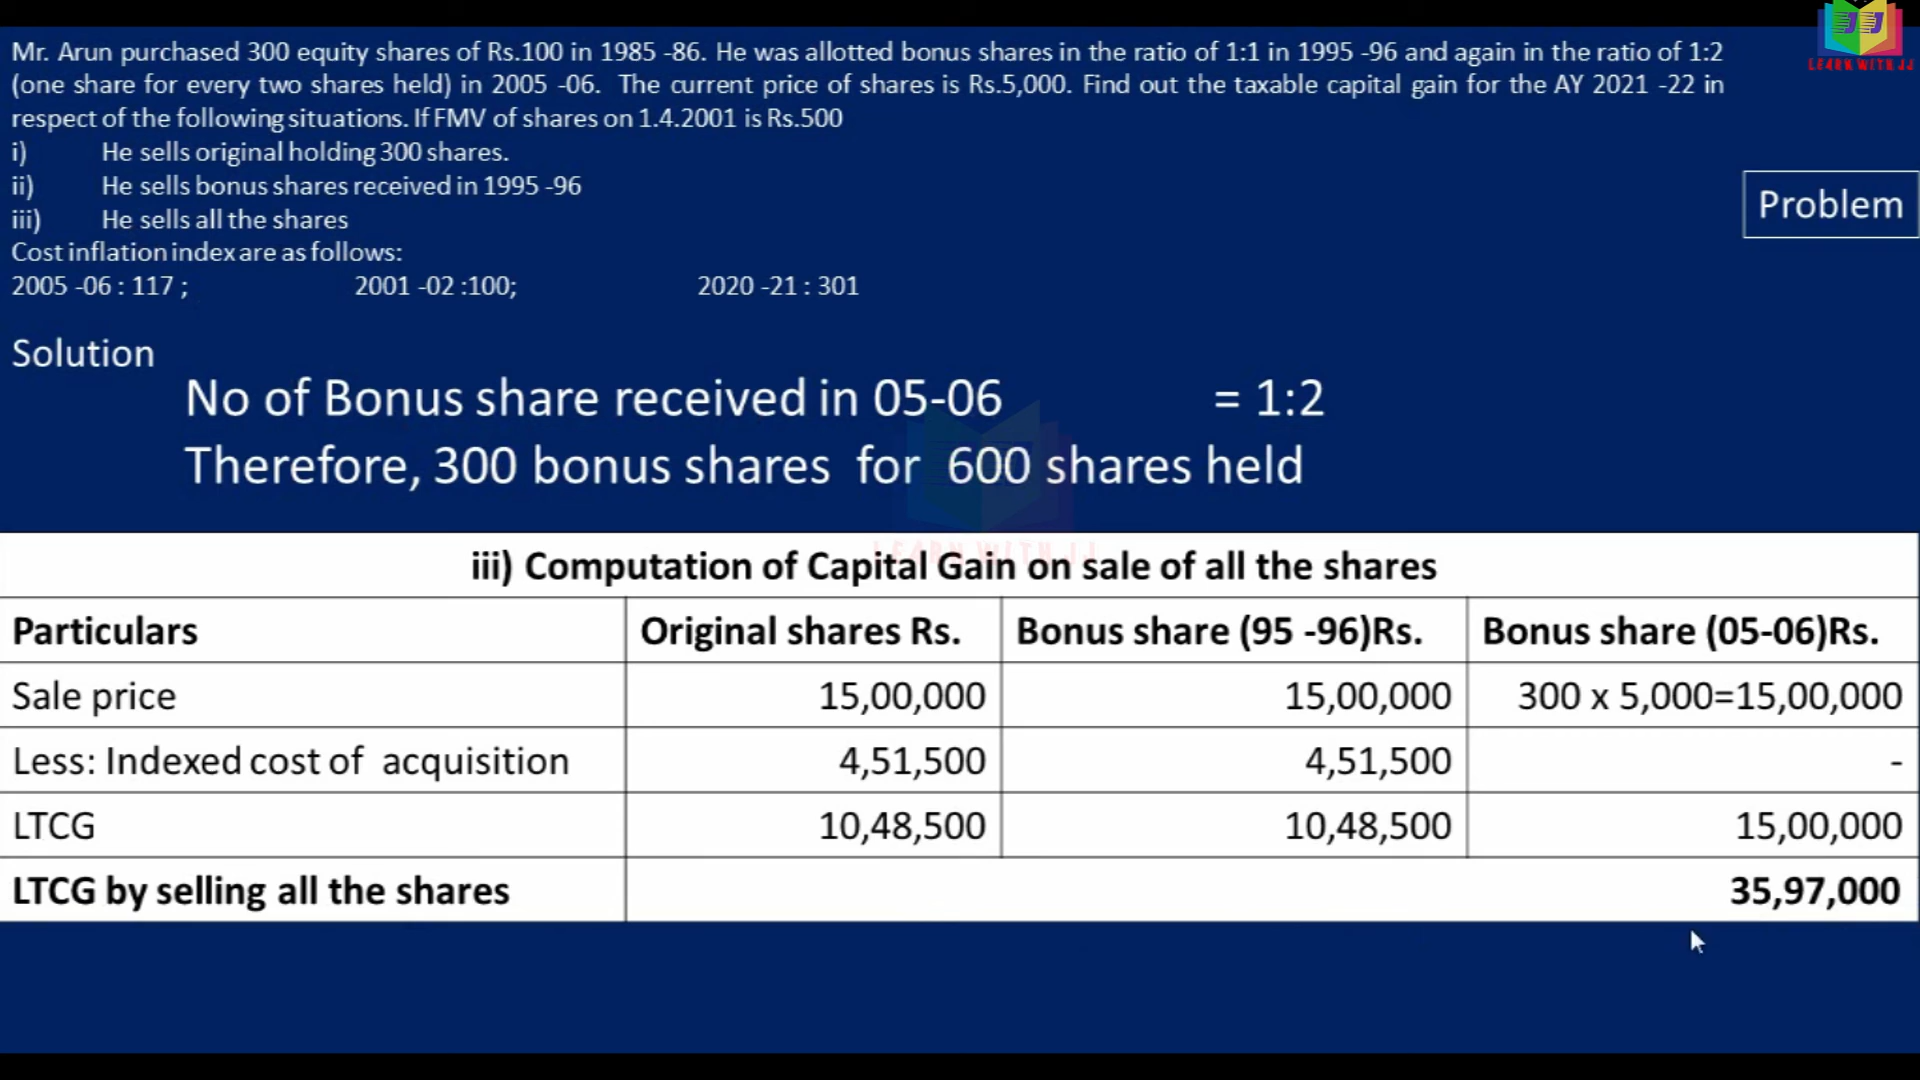 LEARN WITH JJ
Mr. Arun purchased 300 equity shares of Rs.100 in 1985 -86. He was allotted bonus shares in the ratio of 1:1 in 1995 -96 and again in the ratio of 1:2
(one share for every two shares held) in 2005 -06. The current price of shares is Rs.5,000. Find out the taxable capital gain for the AY 2021 -22 in
respect of the following situations. If FMV of shares on 1.4.2001 is Rs.500
i) He sells original holding 300 shares.
ii) He sells bonus shares received in 1995 -96
iii) He sells all the shares
Problem
Cost inflation index are as follows:
2005 -06 : 117 ; 2001 -02 :100; 2020 -21 : 301
Solution
No of Bonus share received in 05-06 = 1:2
Therefore, 300 bonus shares for 600 shares held
LEARN WITH JJ
iii) Computation of Capital Gain on sale of all the shares
Particulars Original shares Rs. Bonus share (95 -96)Rs. Bonus share (05-06)Rs.
Sale price 15,00,000 15,00,000 300 x 5,000=15,00,000
Less: Indexed cost of acquisition 4,51,500 4,51,500 -
LTCG 10,48,500 10,48,500 15,00,000
LTCG by selling all the shares 35,97,000